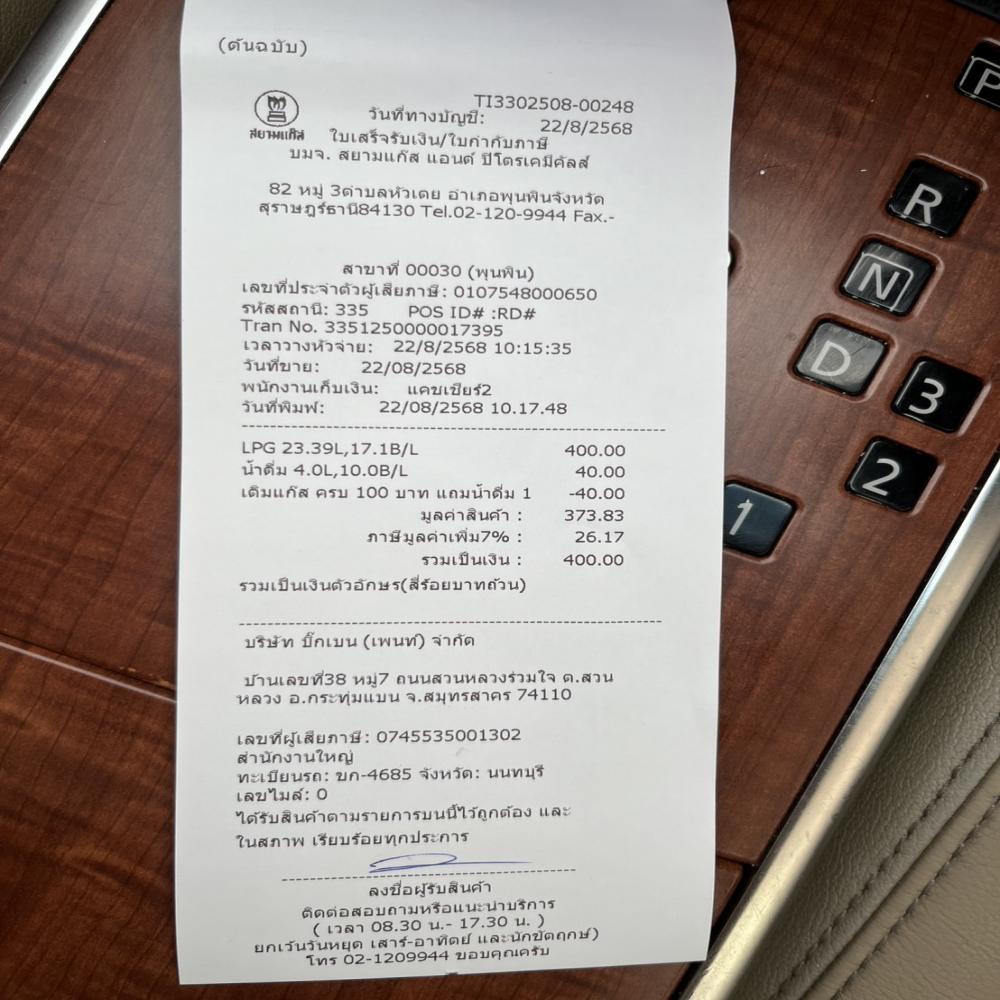 (ต้นฉบับ)
สยามแก๊ส
TI3302508-00248
วันที่ทางบัญชี: 22/8/2568
ใบเสร็จรับเงิน/ใบกำกับภาษี
บมจ. สยามแก๊ส แอนด์ ปิโตรเคมีคัลส์
82 หมู่ 3ตำบลหัวเตย อำเภอพุนพินจังหวัด
สุราษฎร์ธานี84130 Tel.02-120-9944 Fax.-
สาขาที่ 00030 (พุนพิน)
เลขที่ประจำตัวผู้เสียภาษี: 0107548000650
รหัสสถานี: 335 POS ID# :RD#
Tran No. 3351250000017395
เวลาวางหัวจ่าย: 22/8/2568 10:15:35
วันที่ขาย: 22/08/2568
พนักงานเก็บเงิน: แคชเชียร์2
วันที่พิมพ์: 22/08/2568 10.17.48
LPG 23.39L,17.1B/L 400.00
น้ำดื่ม 4.0L,10.0B/L 40.00
เติมแก๊ส ครบ 100 บาท แถมน้ำดื่ม 1 -40.00
มูลค่าสินค้า : 373.83
ภาษีมูลค่าเพิ่ม7% : 26.17
รวมเป็นเงิน : 400.00
รวมเป็นเงินตัวอักษร(สี่ร้อยบาทถ้วน)
บริษัท บิ๊กเบน (เพนท์) จำกัด
บ้านเลขที่38 หมู่7 ถนนสวนหลวงร่วมใจ ต.สวน
หลวง อ.กระทุ่มแบน จ.สมุทรสาคร 74110
เลขที่ผู้เสียภาษี: 0745535001302
สำนักงานใหญ่
ทะเบียนรถ: ขก-4685 จังหวัด: นนทบุรี
เลขไมล์: 0
ได้รับสินค้าตามรายการบนนี้ไว้ถูกต้อง และ
ในสภาพ เรียบร้อยทุกประการ
ลงชื่อผู้รับสินค้า
ติดต่อสอบถามหรือแนะนำบริการ
( เวลา 08.30 น.- 17.30 น. )
ยกเว้นวันหยุด เสาร์-อาทิตย์ และนักขัตฤกษ์)
โทร 02-1209944 ขอบคุณครับ
P
R
N
D
3
2
1